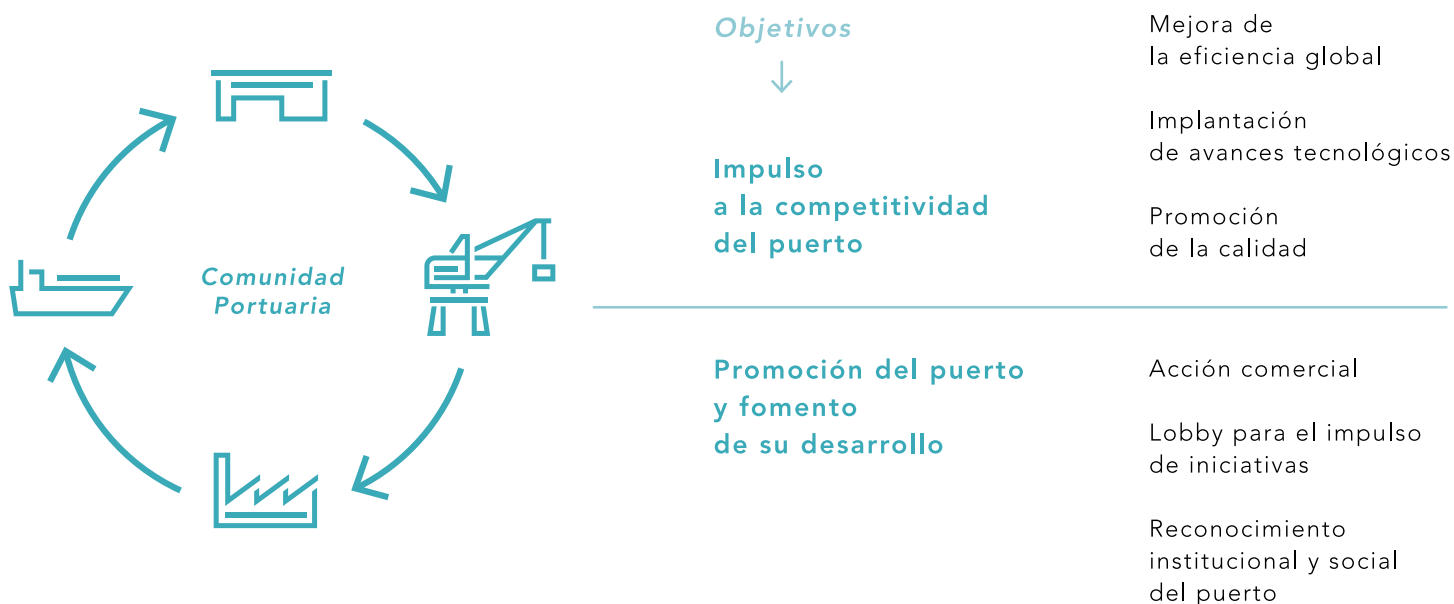 Comunidad
Portuaria
Objetivos
Impulso
a la competitividad
del puerto
Mejora de
la eficiencia global
Implantación
de avances tecnológicos
Promoción
de la calidad
Promoción del puerto
y fomento
de su desarrollo
Acción comercial
Lobby para el impulso
de iniciativas
Reconocimiento
institucional y social
del puerto